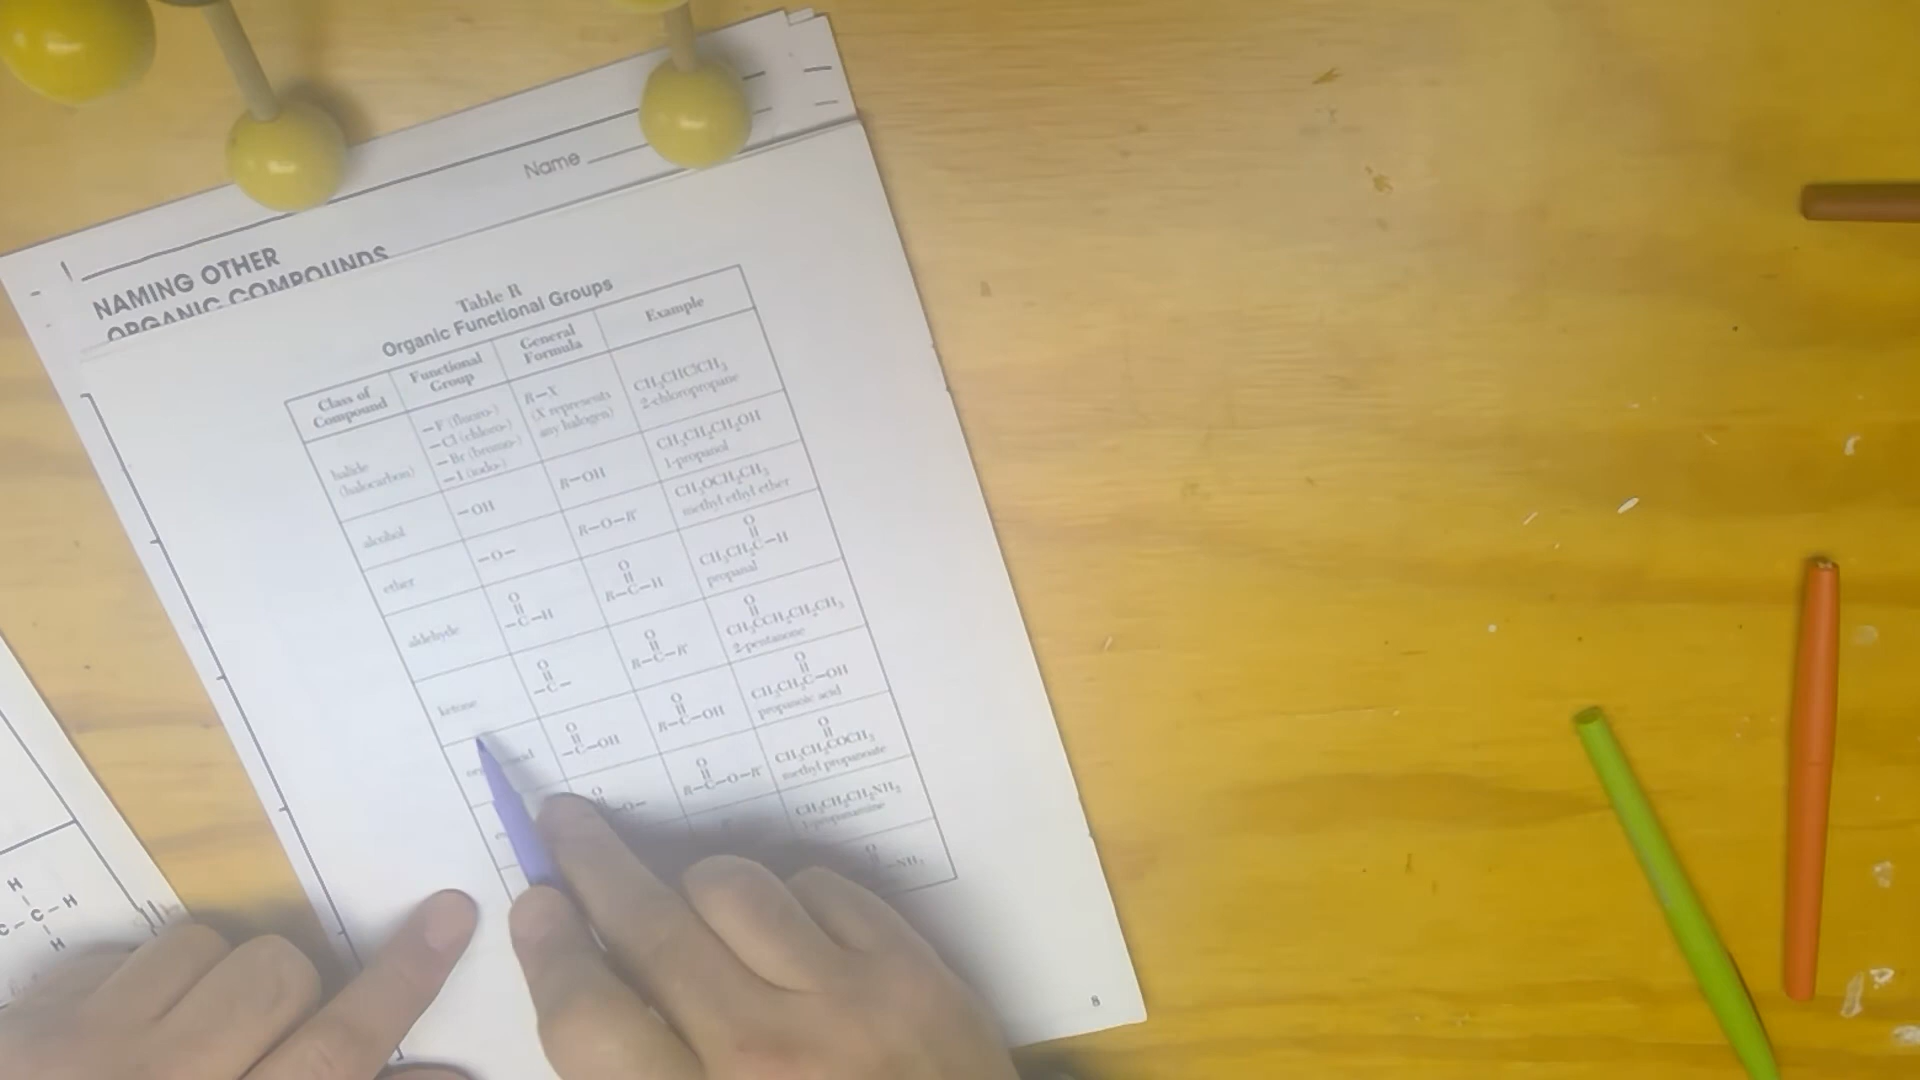 Name
NAMING OTHER
ORGANIC COMPOUNDS
Table R
Organic Functional Groups
Class of Compound
Functional Group
General Formula
Example
halide (halocarbon)
—F (fluoro-)
—Cl (chloro-)
—Br (bromo-)
—I (iodo-)
R—X
(X represents any halogen)
CH₃CHClCH₃
2-chloropropane
alcohol
—OH
R—OH
CH₃CH₂CH₂OH
1-propanol
ether
—O—
R—O—R′
CH₃OCH₂CH₃
methyl ethyl ether
aldehyde
O
||
—C—H
O
||
R—C—H
O
||
CH₃CH₂C—H
propanal
ketone
O
||
—C—
O
||
R—C—R′
O
||
CH₃CCH₂CH₂CH₃
2-pentanone
O
||
—C—OH
O
||
R—C—OH
O
||
CH₃CH₂C—OH
propanoic acid
O
O—
O
||
R—C—O—R′
O
||
CH₃CH₂COCH₃
methyl propanoate
CH₃CH₂CH₂NH₂
1-propanamine
O
||
—NH₂
H
C—C—H
H
8